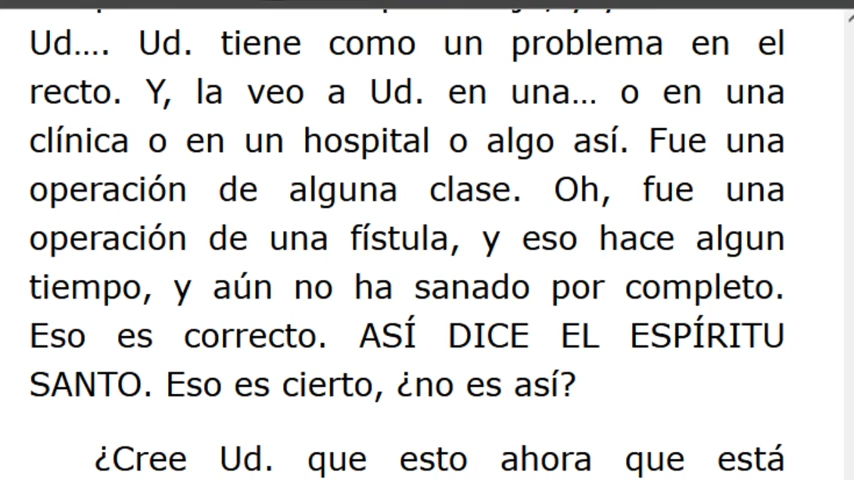 Ud…. Ud. tiene como un problema en el
recto. Y, la veo a Ud. en una… o en una
clínica o en un hospital o algo así. Fue una
operación de alguna clase. Oh, fue una
operación de una fístula, y eso hace algun
tiempo, y aún no ha sanado por completo.
Eso es correcto. ASÍ DICE EL ESPÍRITU
SANTO. Eso es cierto, ¿no es así?
¿Cree Ud. que esto ahora que está